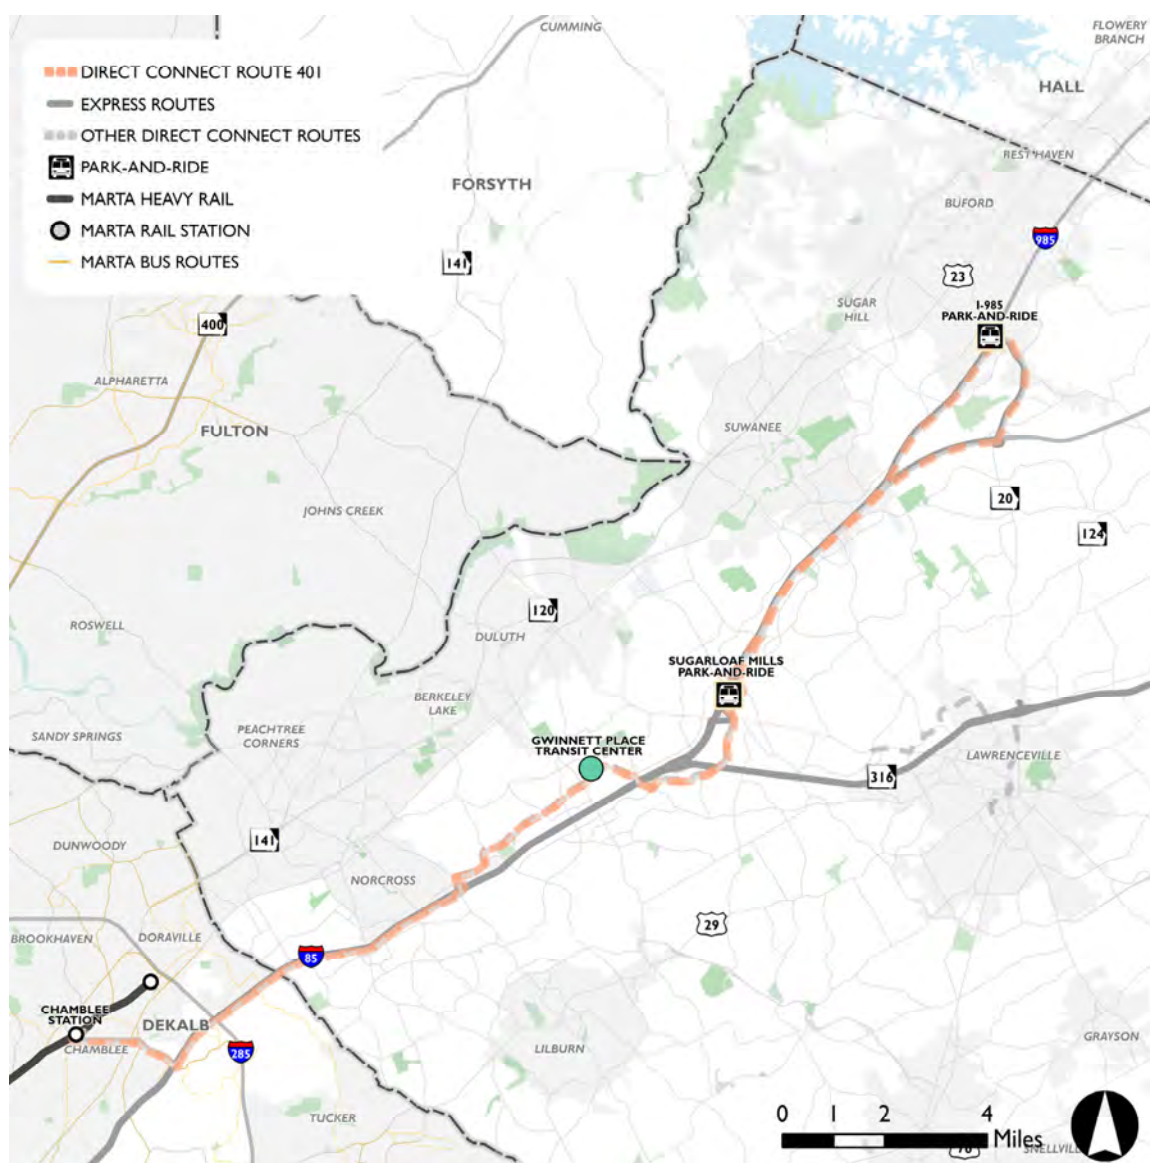 CUMMING
FLOWERY
BRANCH
DIRECT CONNECT ROUTE 401
EXPRESS ROUTES
OTHER DIRECT CONNECT ROUTES
PARK-AND-RIDE
MARTA HEAVY RAIL
MARTA RAIL STATION
MARTA BUS ROUTES
HALL
REST HAVEN
FORSYTH
BUFORD
985
141
23
SUGAR
HILL
I-985
PARK-AND-RIDE
400
ALPHARETTA
FULTON
SUWANEE
20
JOHNS CREEK
124
120
ROSWELL
DULUTH
SUGARLOAF MILLS
PARK-AND-RIDE
BERKELEY
LAKE
SANDY SPRINGS
PEACHTREE
CORNERS
GWINNETT PLACE
TRANSIT CENTER
LAWRENCEVILLE
316
141
DUNWOODY
NORCROSS
29
BROOKHAVEN
DORAVILLE
85
CHAMBLEE
STATION
DEKALB
CHAMBLEE
285
LILBURN
GRAYSON
TUCKER
0 1 2 4
Miles